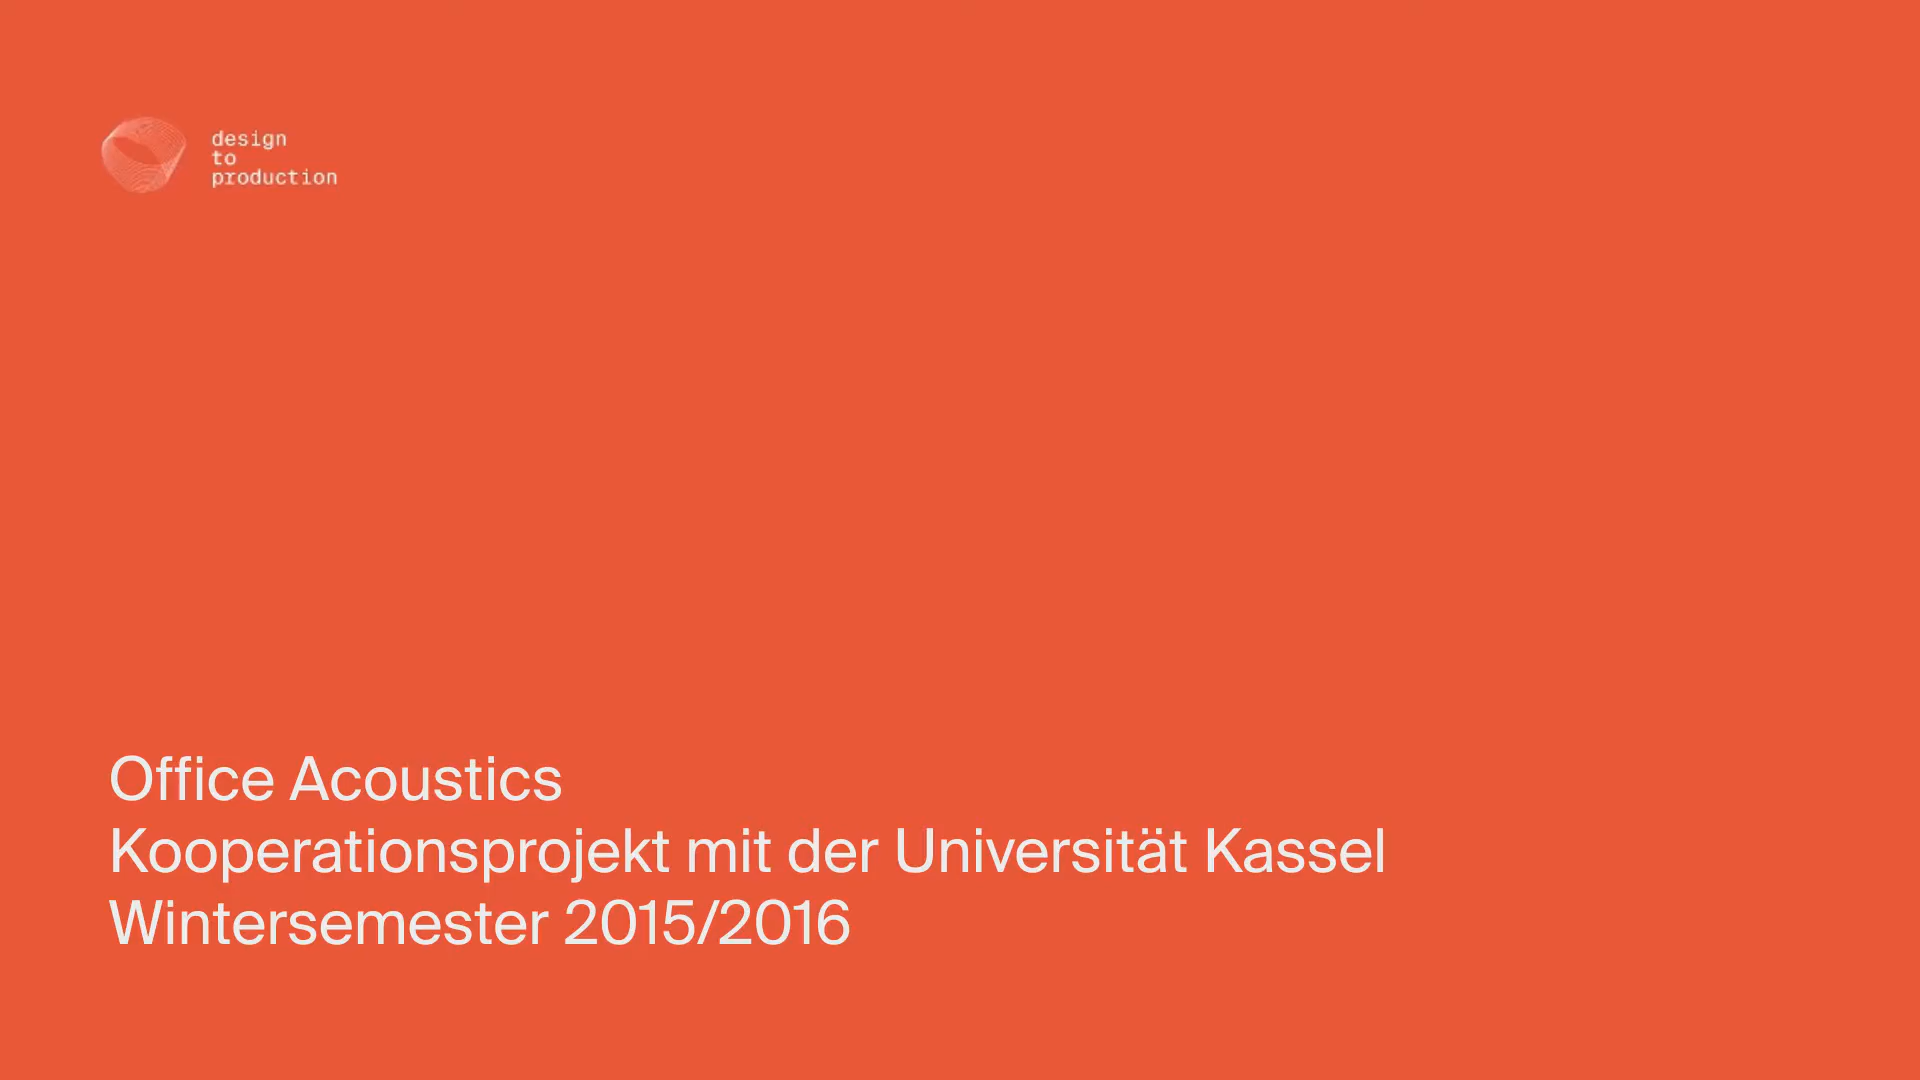 design
to
production
Office Acoustics
Kooperationsprojekt mit der Universität Kassel
Wintersemester 2015/2016